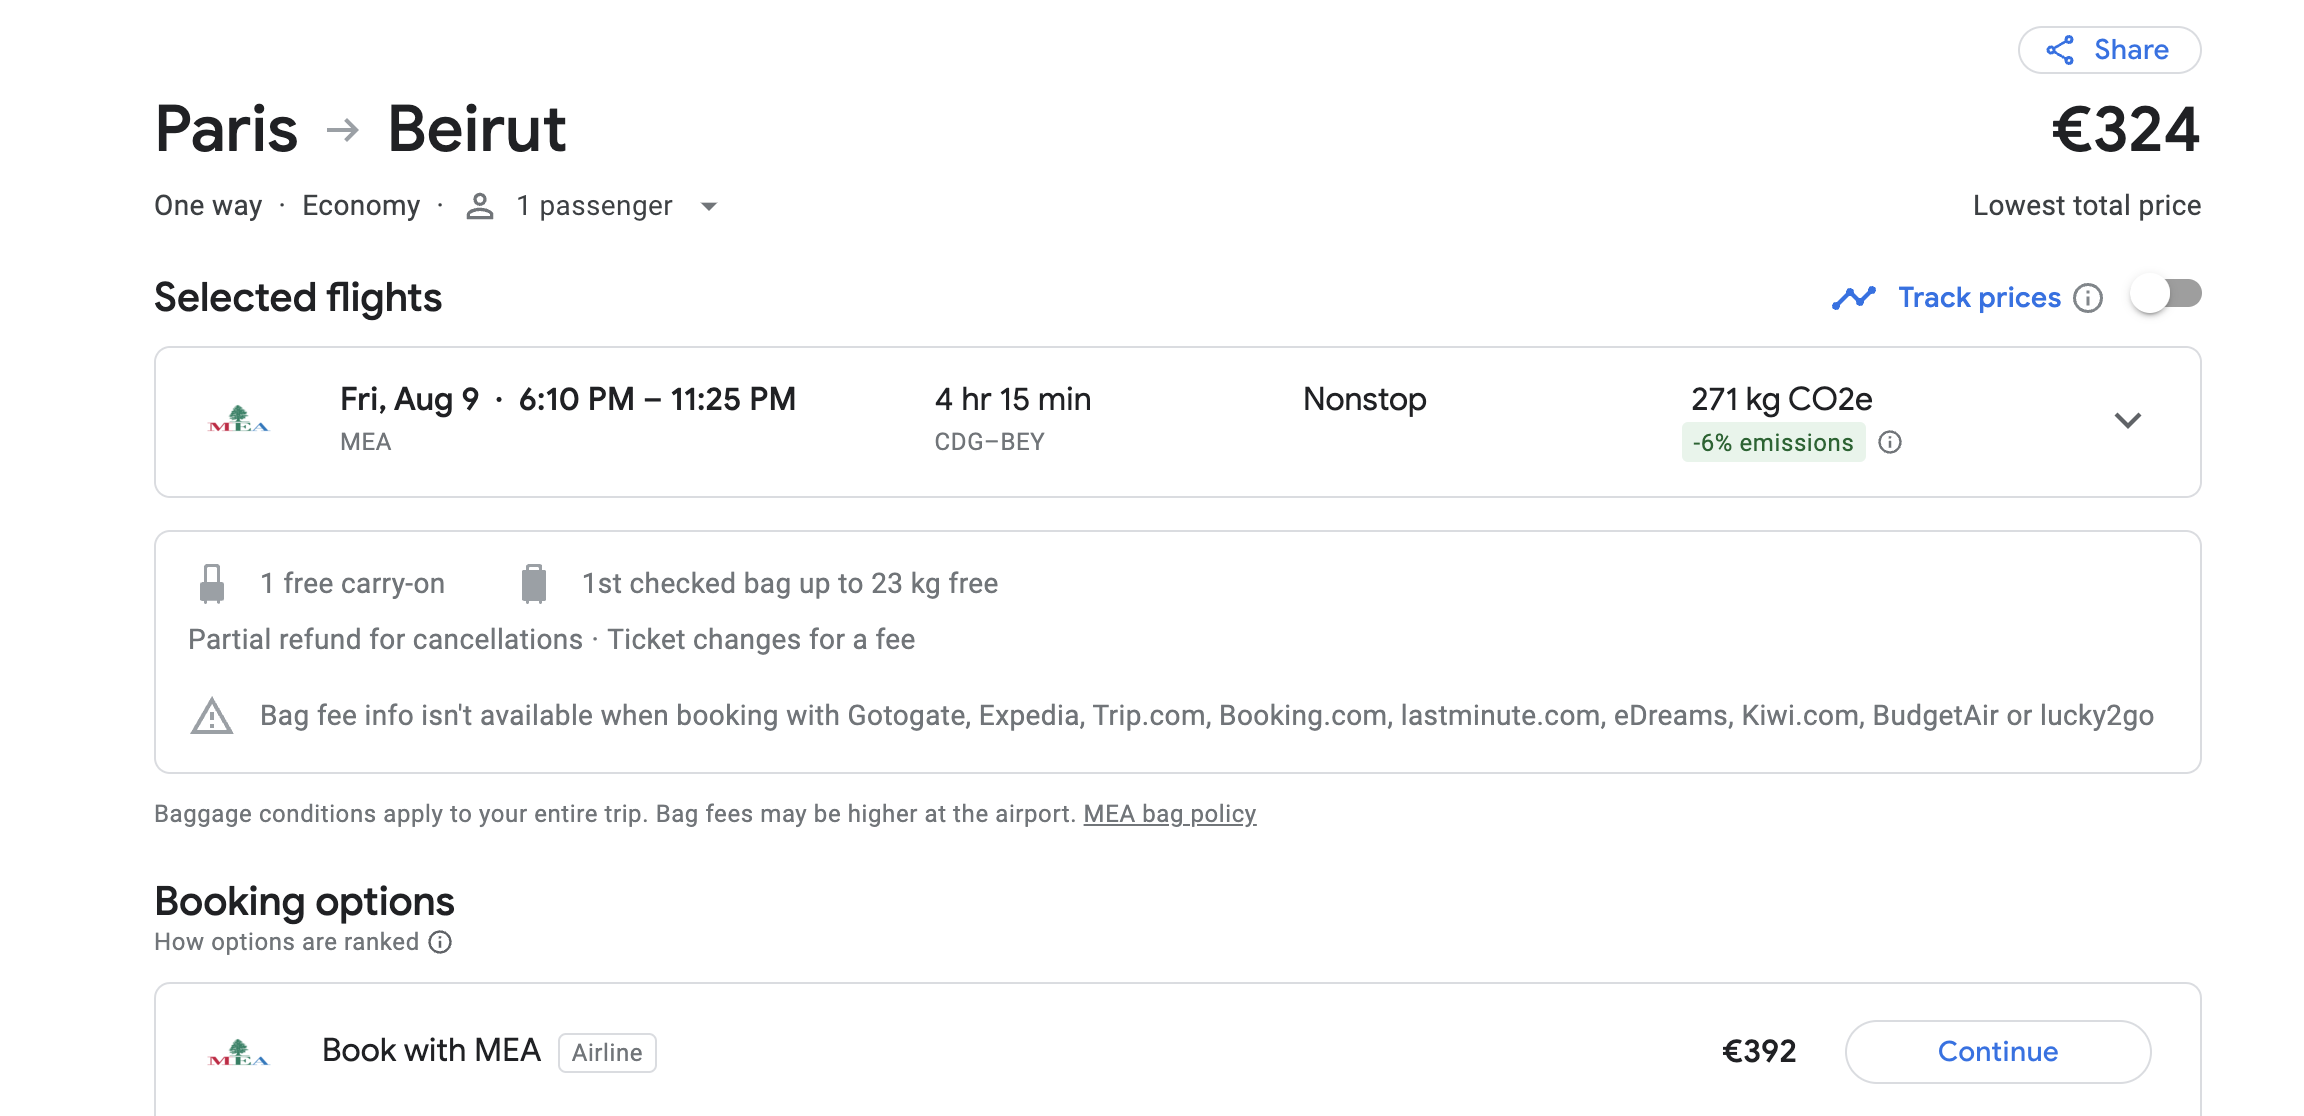 Share
Paris → Beirut
€324
One way · Economy · 1 passenger
Lowest total price
Selected flights
Track prices
MEA
Fri, Aug 9 · 6:10 PM – 11:25 PM
MEA
4 hr 15 min
CDG–BEY
Nonstop
271 kg CO2e
-6% emissions
1 free carry-on
1st checked bag up to 23 kg free
Partial refund for cancellations · Ticket changes for a fee
Bag fee info isn't available when booking with Gotogate, Expedia, Trip.com, Booking.com, lastminute.com, eDreams, Kiwi.com, BudgetAir or lucky2go
Baggage conditions apply to your entire trip. Bag fees may be higher at the airport. MEA bag policy
Booking options
How options are ranked
MEA
Book with MEA
Airline
€392
Continue